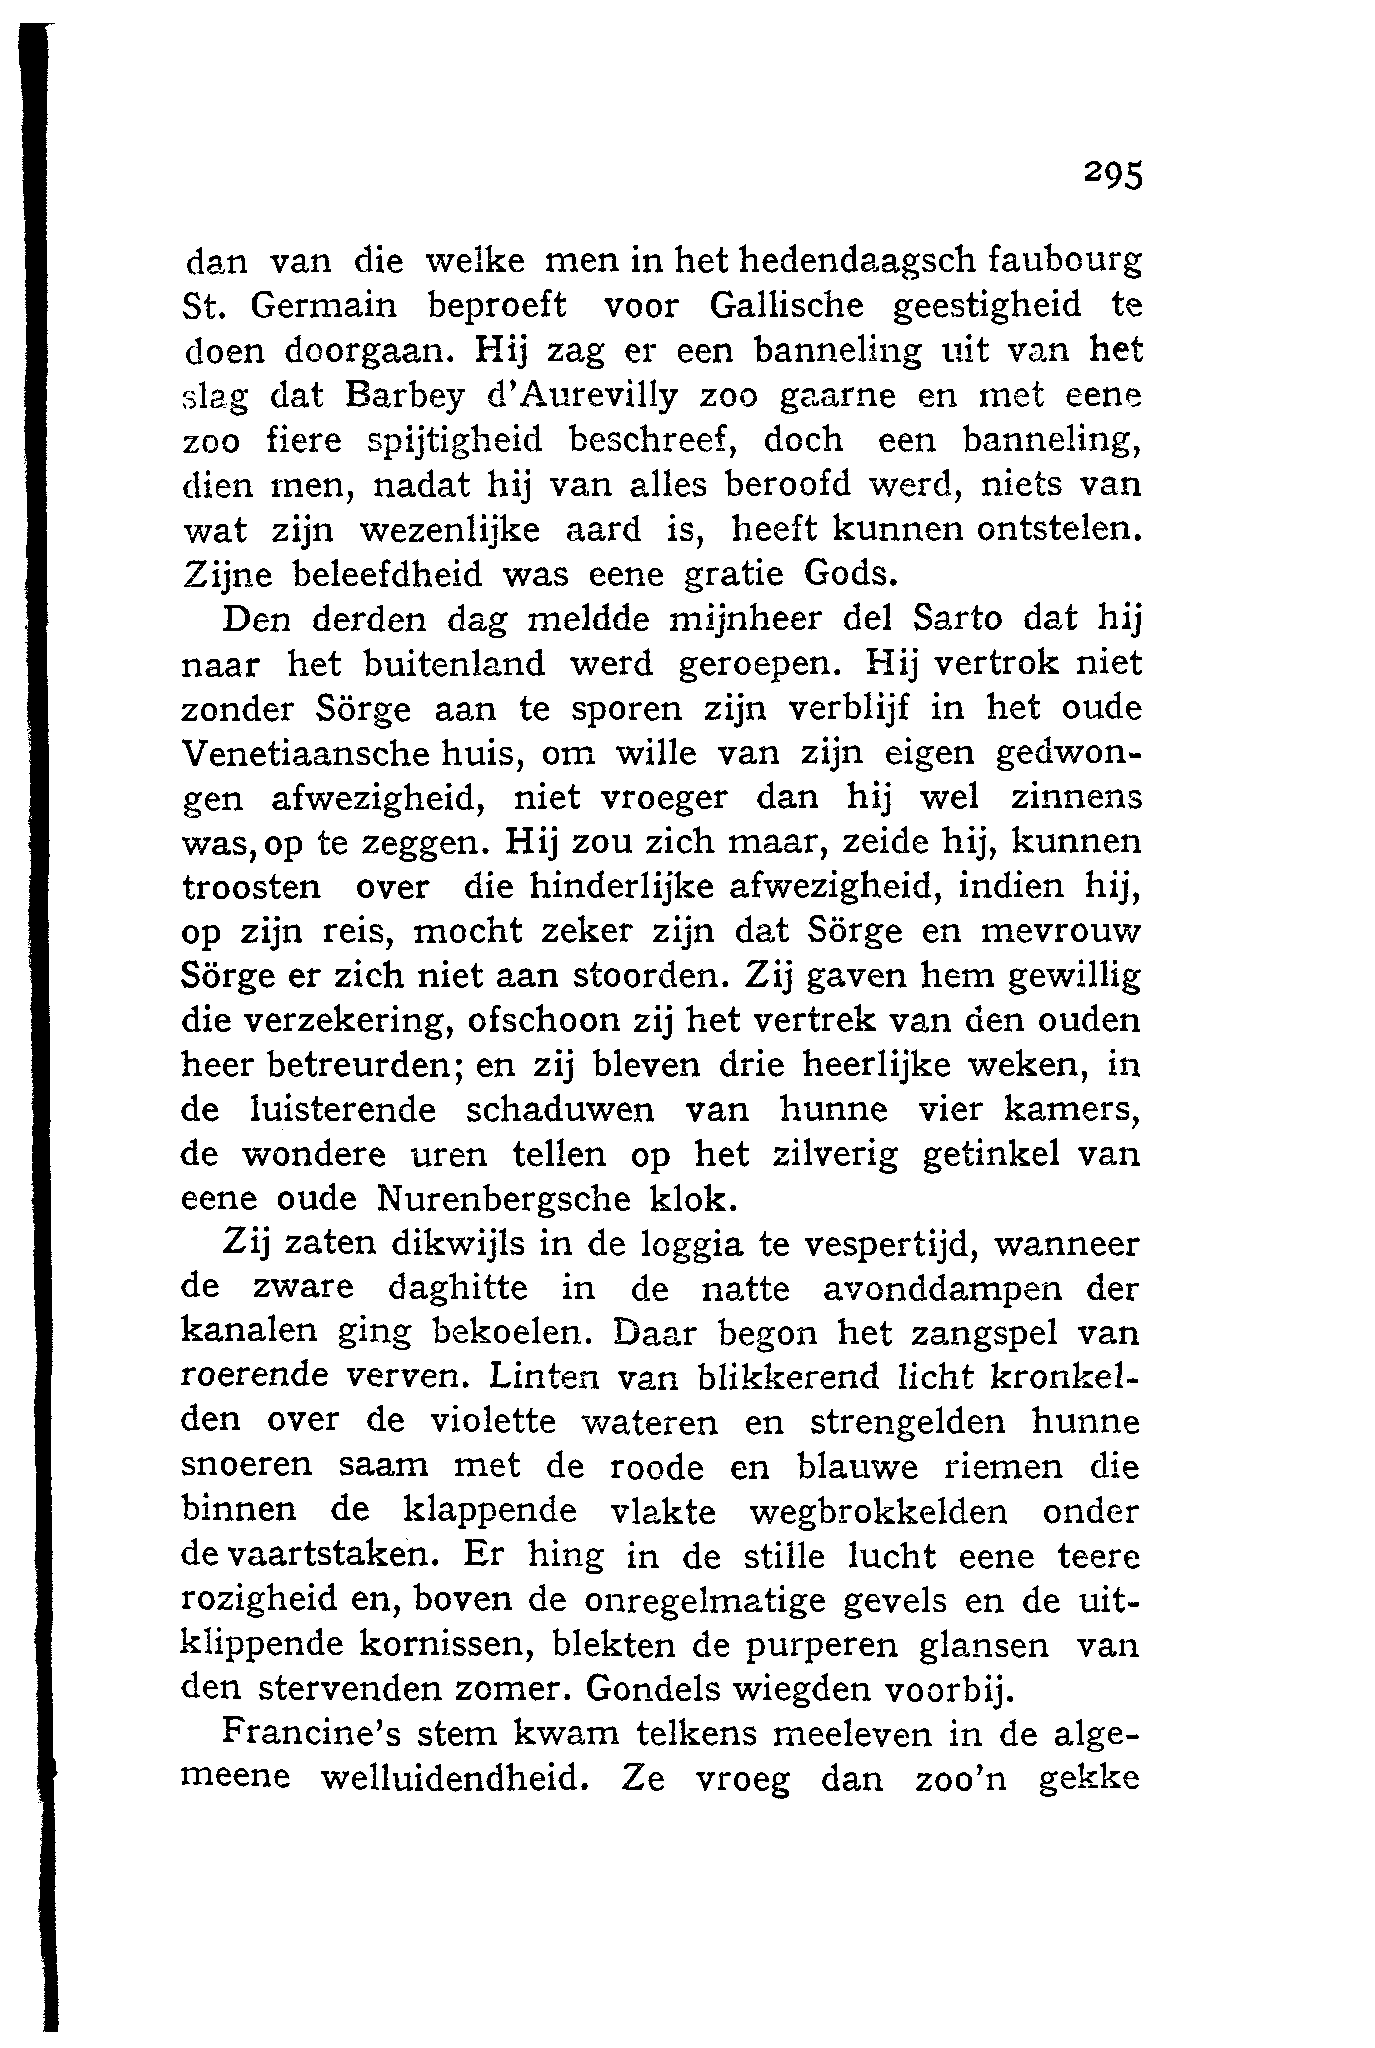 295
dan van die welke men in het hedendaagsch faubourg
St. Germain beproeft voor Gallische geestigheid te
doen doorgaan. Hij zag er een banneling uit van het
slag dat Barbey d'Aurevilly zoo gaarne en met eene
zoo fiere spijtigheid beschreef, doch een banneling,
dien men, nadat hij van alles beroofd werd, niets van
wat zijn wezenlijke aard is, heeft kunnen ontstelen.
Zijne beleefdheid was eene gratie Gods.
Den derden dag meldde mijnheer del Sarto dat hij
naar het buitenland werd geroepen. Hij vertrok niet
zonder Sörge aan te sporen zijn verblijf in het oude
Venetiaansche huis, om wille van zijn eigen gedwon-
gen afwezigheid, niet vroeger dan hij wel zinnens
was, op te zeggen. Hij zou zich maar, zeide hij, kunnen
troosten over die hinderlijke afwezigheid, indien hij,
op zijn reis, mocht zeker zijn dat Sörge en mevrouw
Sörge er zich niet aan stoorden. Zij gaven hem gewillig
die verzekering, ofschoon zij het vertrek van den ouden
heer betreurden; en zij bleven drie heerlijke weken, in
de luisterende schaduwen van hunne vier kamers,
de wondere uren tellen op het zilverig getinkel van
eene oude Nurenbergsche klok.
Zij zaten dikwijls in de loggia te vespertijd, wanneer
de zware daghitte in de natte avonddampen der
kanalen ging bekoelen. Daar begon het zangspel van
roerende verven. Linten van blikkerend licht kronkel-
den over de violette wateren en strengelden hunne
snoeren saam met de roode en blauwe riemen die
binnen de klappende vlakte wegbrokkelden onder
de vaartstaken. Er hing in de stille lucht eene teere
rozigheid en, boven de onregelmatige gevels en de uit-
klippende kornissen, blekten de purperen glansen van
den stervenden zomer. Gondels wiegden voorbij.
Francine's stem kwam telkens meeleven in de alge-
meene welluidendheid. Ze vroeg dan zoo'n gekke